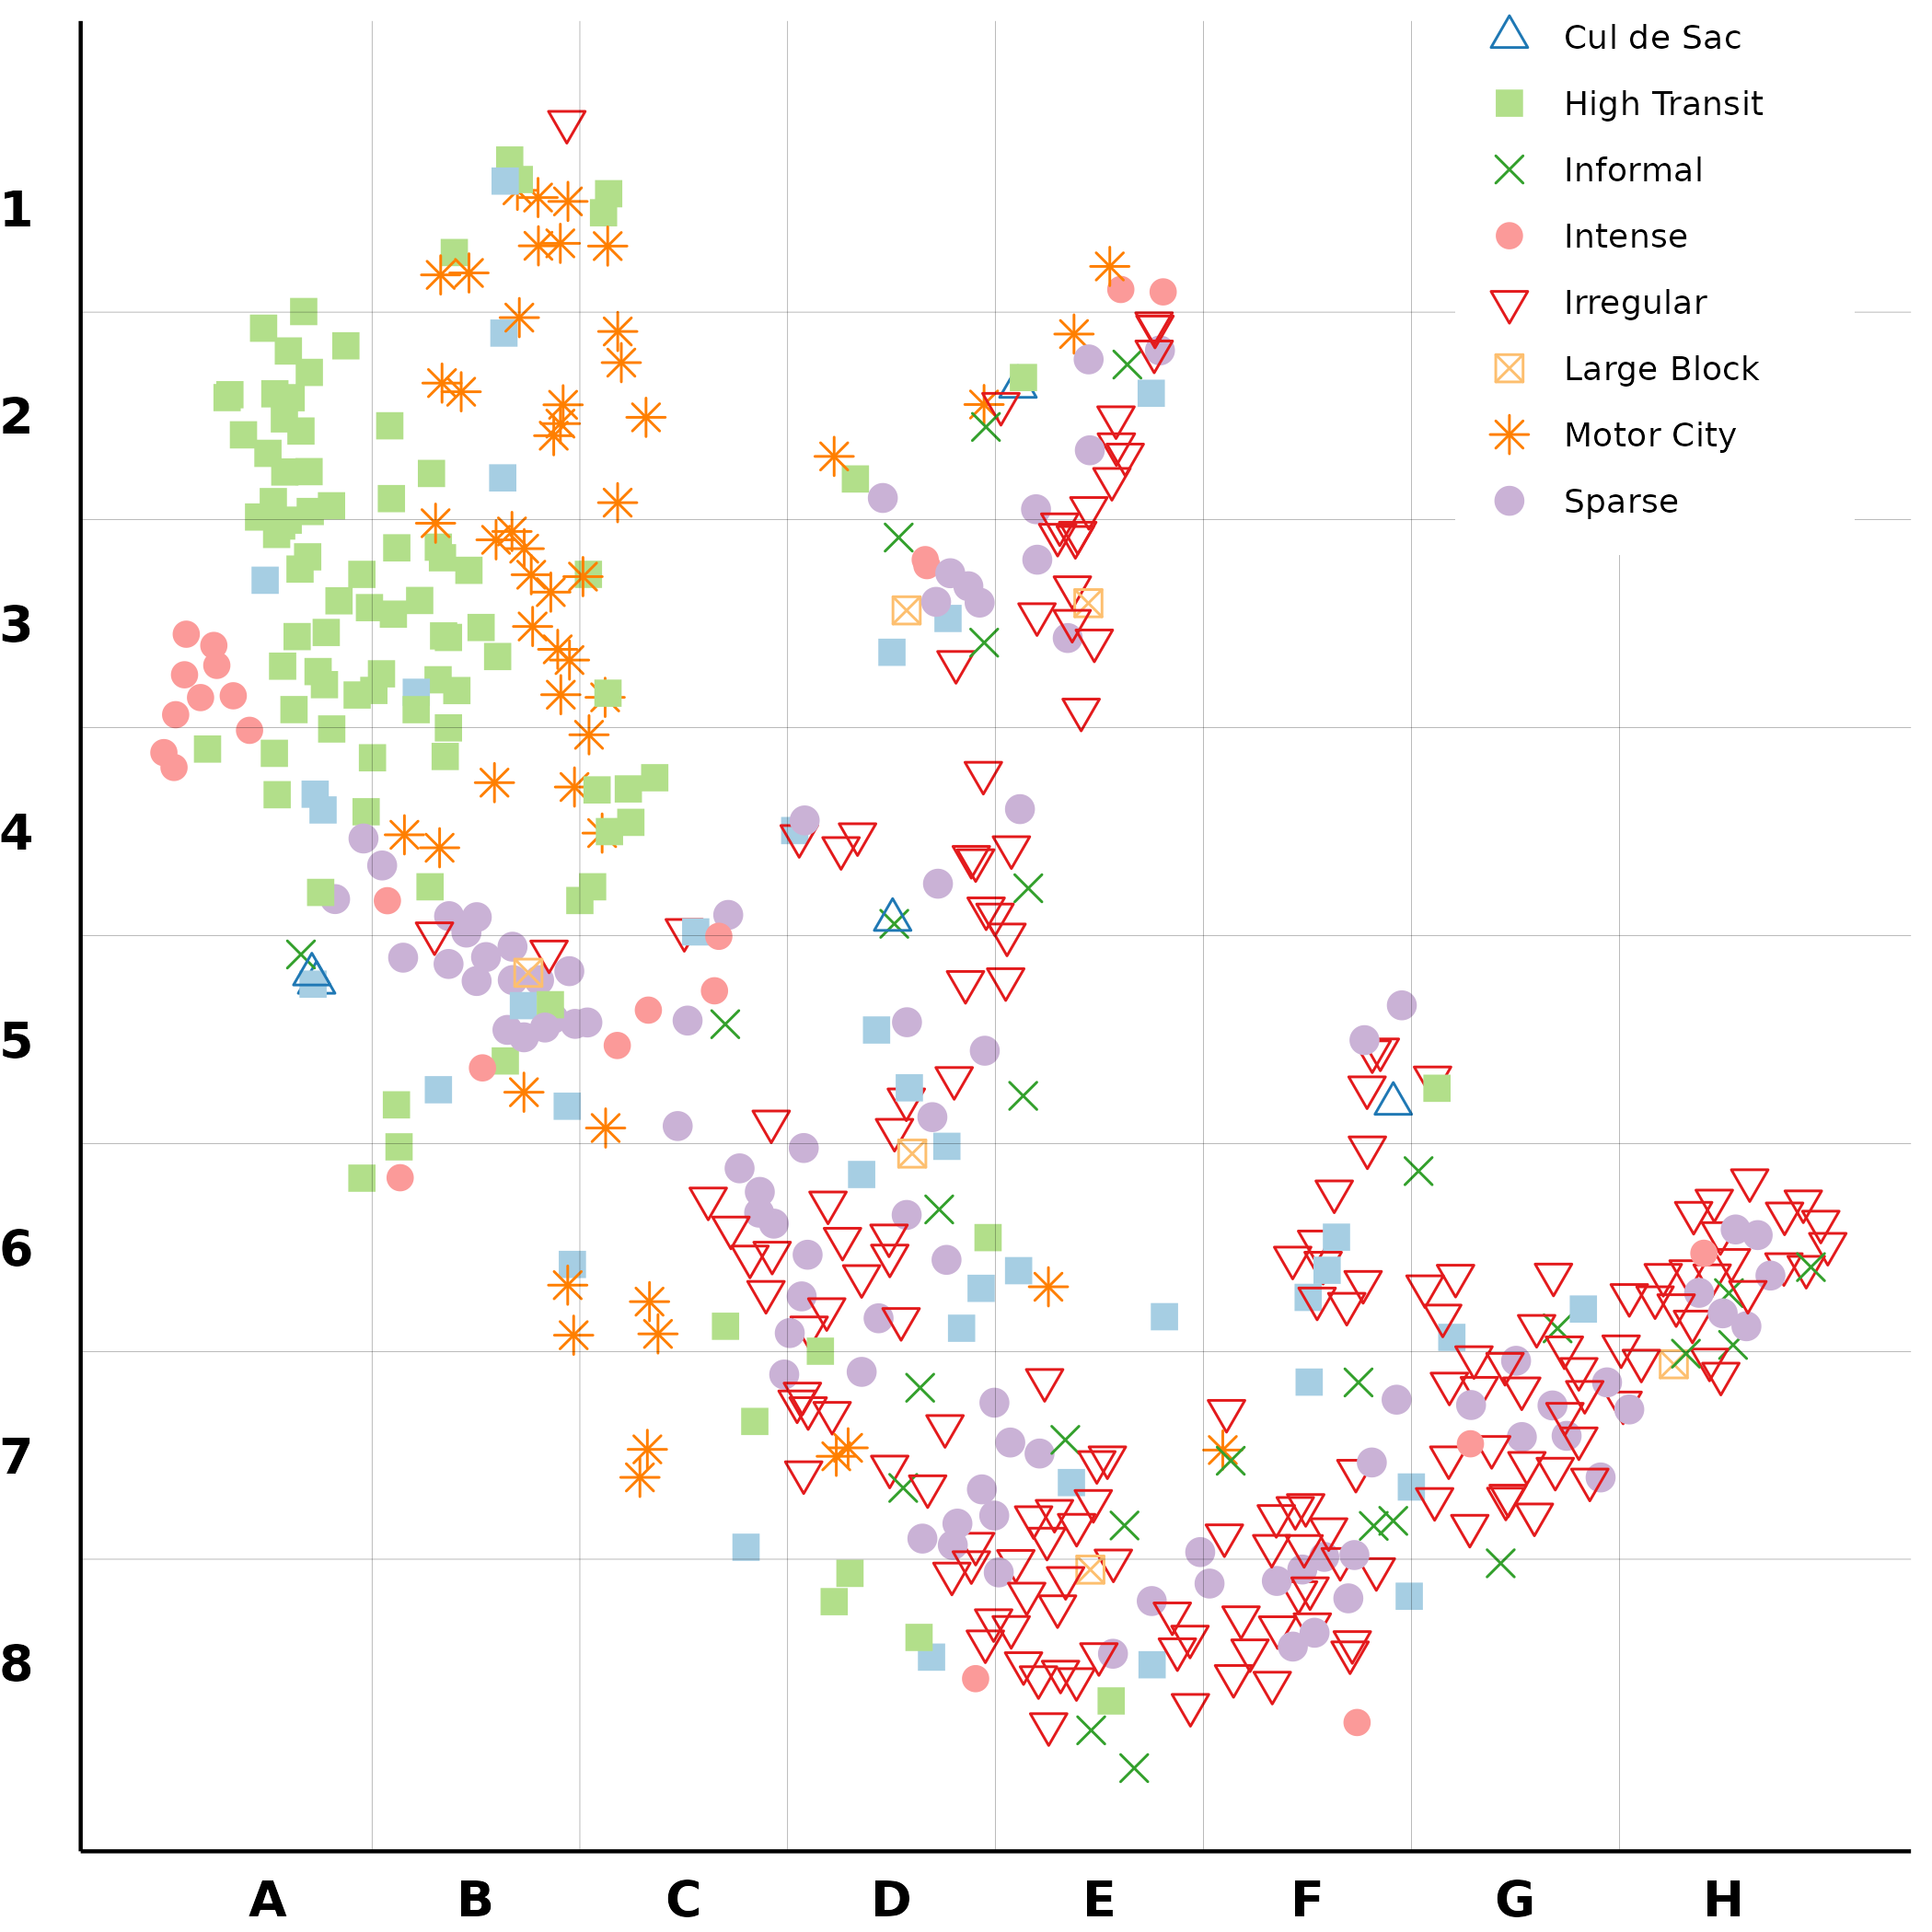 Cul de Sac
High Transit
Informal
Intense
Irregular
Large Block
Motor City
Sparse
1
2
3
4
5
6
7
8
A B C D E F G H